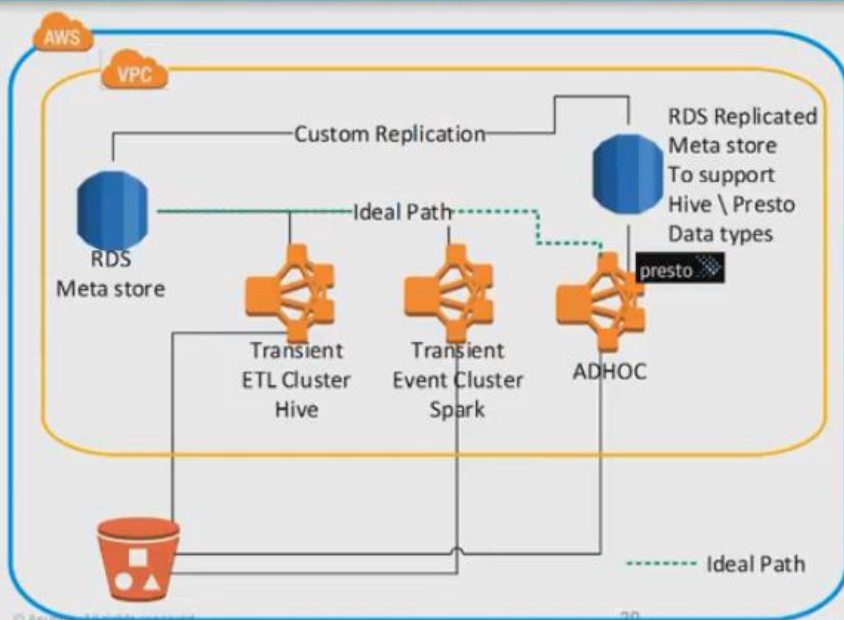 AWS
VPC
Custom Replication
RDS Replicated
Meta store
To support
Hive \ Presto
Data types
Ideal Path
presto
RDS
Meta store
Transient
ETL Cluster
Hive
Transient
Event Cluster
Spark
ADHOC
Ideal Path